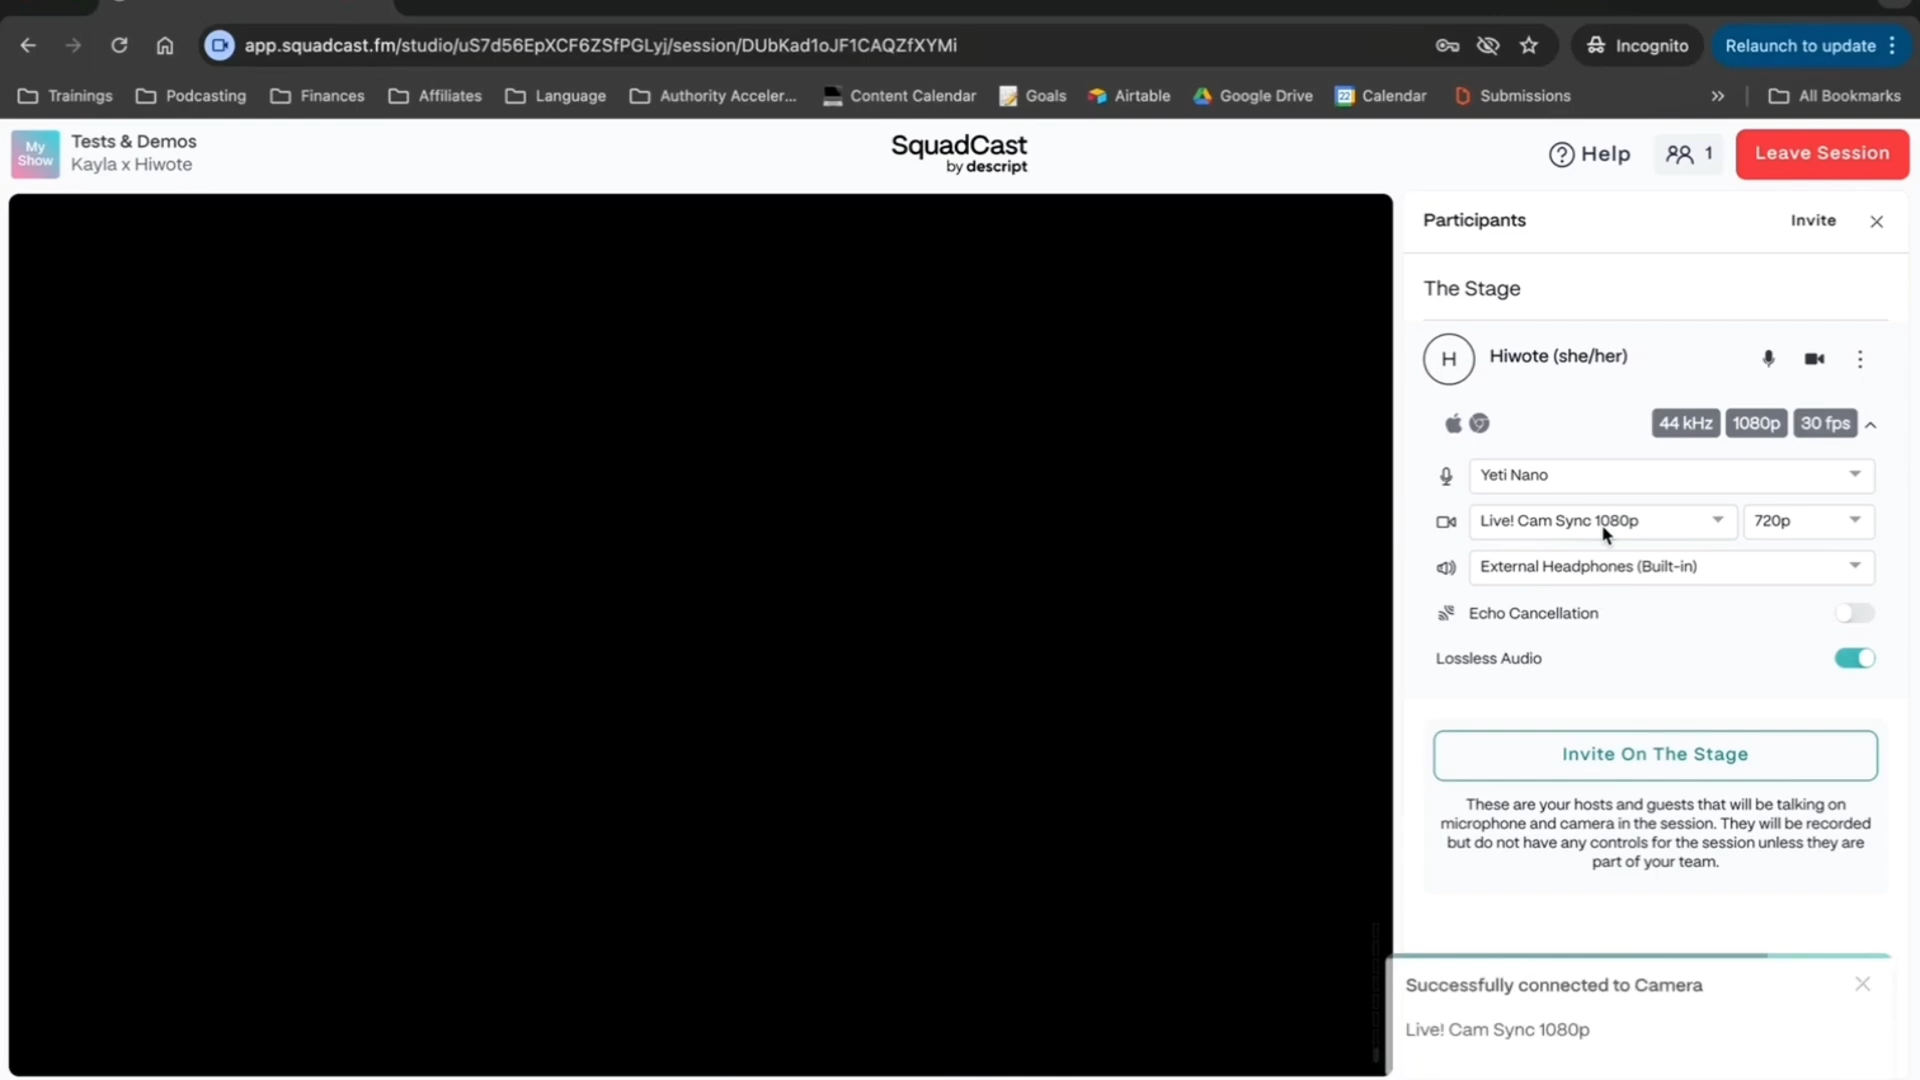 app.squadcast.fm/studio/uS7d56EpXCF6ZSfPGLyj/session/DUbKad1oJF1CAQZfXYMi
Incognito
Relaunch to update
Trainings
Podcasting
Finances
Affiliates
Language
Authority Acceler...
Content Calendar
Goals
Airtable
Google Drive
22
Calendar
Submissions
»
All Bookmarks
My
Show
Tests & Demos
Kayla x Hiwote
SquadCast
by descript
? Help
1
Leave Session
Participants
Invite
The Stage
H
Hiwote (she/her)
44 kHz
1080p
30 fps
Yeti Nano
Live! Cam Sync 1080p
720p
External Headphones (Built-in)
Echo Cancellation
Lossless Audio
Invite On The Stage
These are your hosts and guests that will be talking on
microphone and camera in the session. They will be recorded
but do not have any controls for the session unless they are
part of your team.
Successfully connected to Camera
Live! Cam Sync 1080p